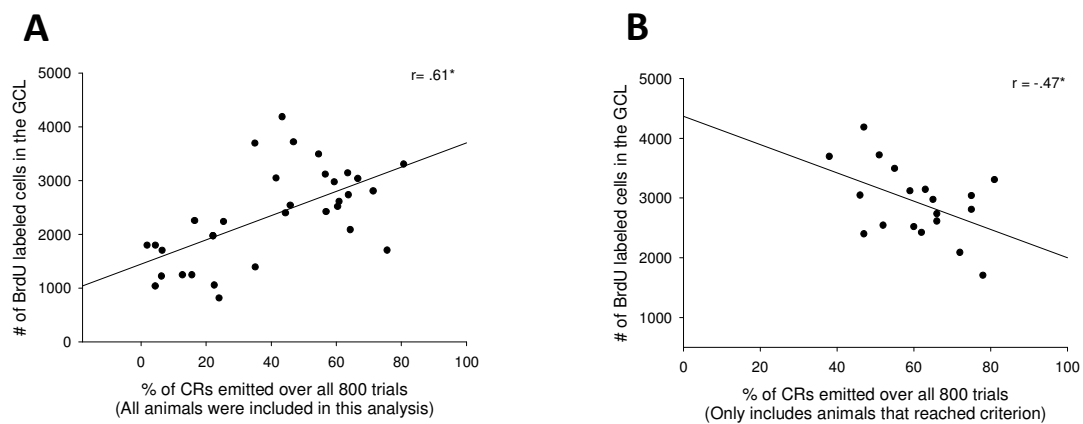 A
r= .61*
# of BrdU labeled cells in the GCL
5000
4000
3000
2000
1000
0
0 20 40 60 80 100
% of CRs emitted over all 800 trials
(All animals were included in this analysis)
B
r = -.47*
# of BrdU labeled cells in the GCL
5000
4000
3000
2000
1000
0 20 40 60 80 100
% of CRs emitted over all 800 trials
(Only includes animals that reached criterion)